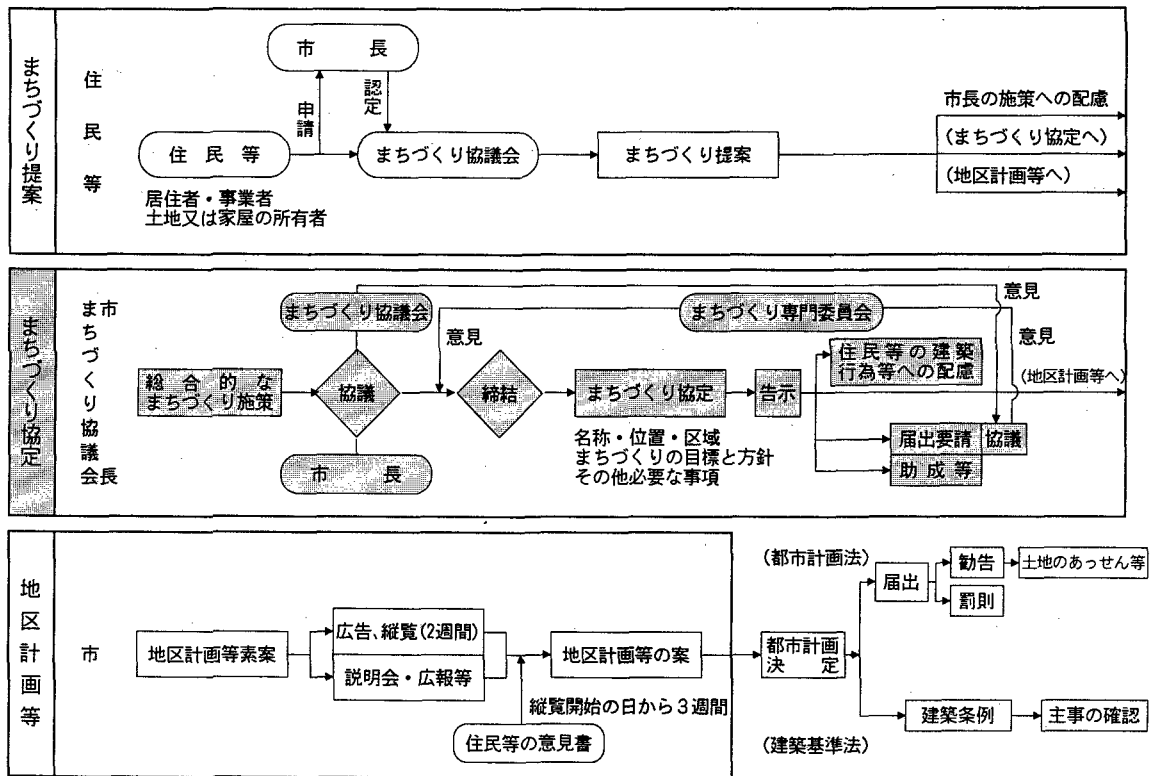 まちづくり提案
住民等
市長
申請
認定
住民等
まちづくり協議会
まちづくり提案
市長の施策への配慮
(まちづくり協定へ)
(地区計画等へ)
居住者・事業者
土地又は家屋の所有者
まちづくり協定
市長
まちづくり協議会
まちづくり協議会
まちづくり専門委員会
意見
意見
意見
総合的な
まちづくり施策
協議
締結
まちづくり協定
告示
住民等の建築
行為等への配慮
(地区計画等へ)
届出要請
協議
助成等
市長
名称・位置・区域
まちづくりの目標と方針
その他必要な事項
地区計画等
市
地区計画等素案
広告、縦覧(2週間)
説明会・広報等
地区計画等の案
縦覧開始の日から3週間
住民等の意見書
都市計画
決定
(都市計画法)
届出
勧告
土地のあっせん等
罰則
建築条例
主事の確認
(建築基準法)